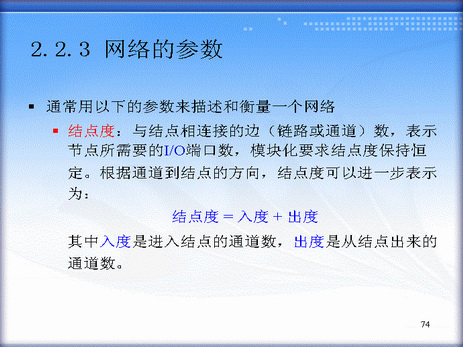 2.2.3 网络的参数
▪ 通常用以下的参数来描述和衡量一个网络
▪ 结点度：与结点相连接的边（链路或通道）数，表示
节点所需要的I/O端口数，模块化要求结点度保持恒
定。根据通道到结点的方向，结点度可以进一步表示
为：
结点度 = 入度 + 出度
其中入度是进入结点的通道数，出度是从结点出来的
通道数。
74